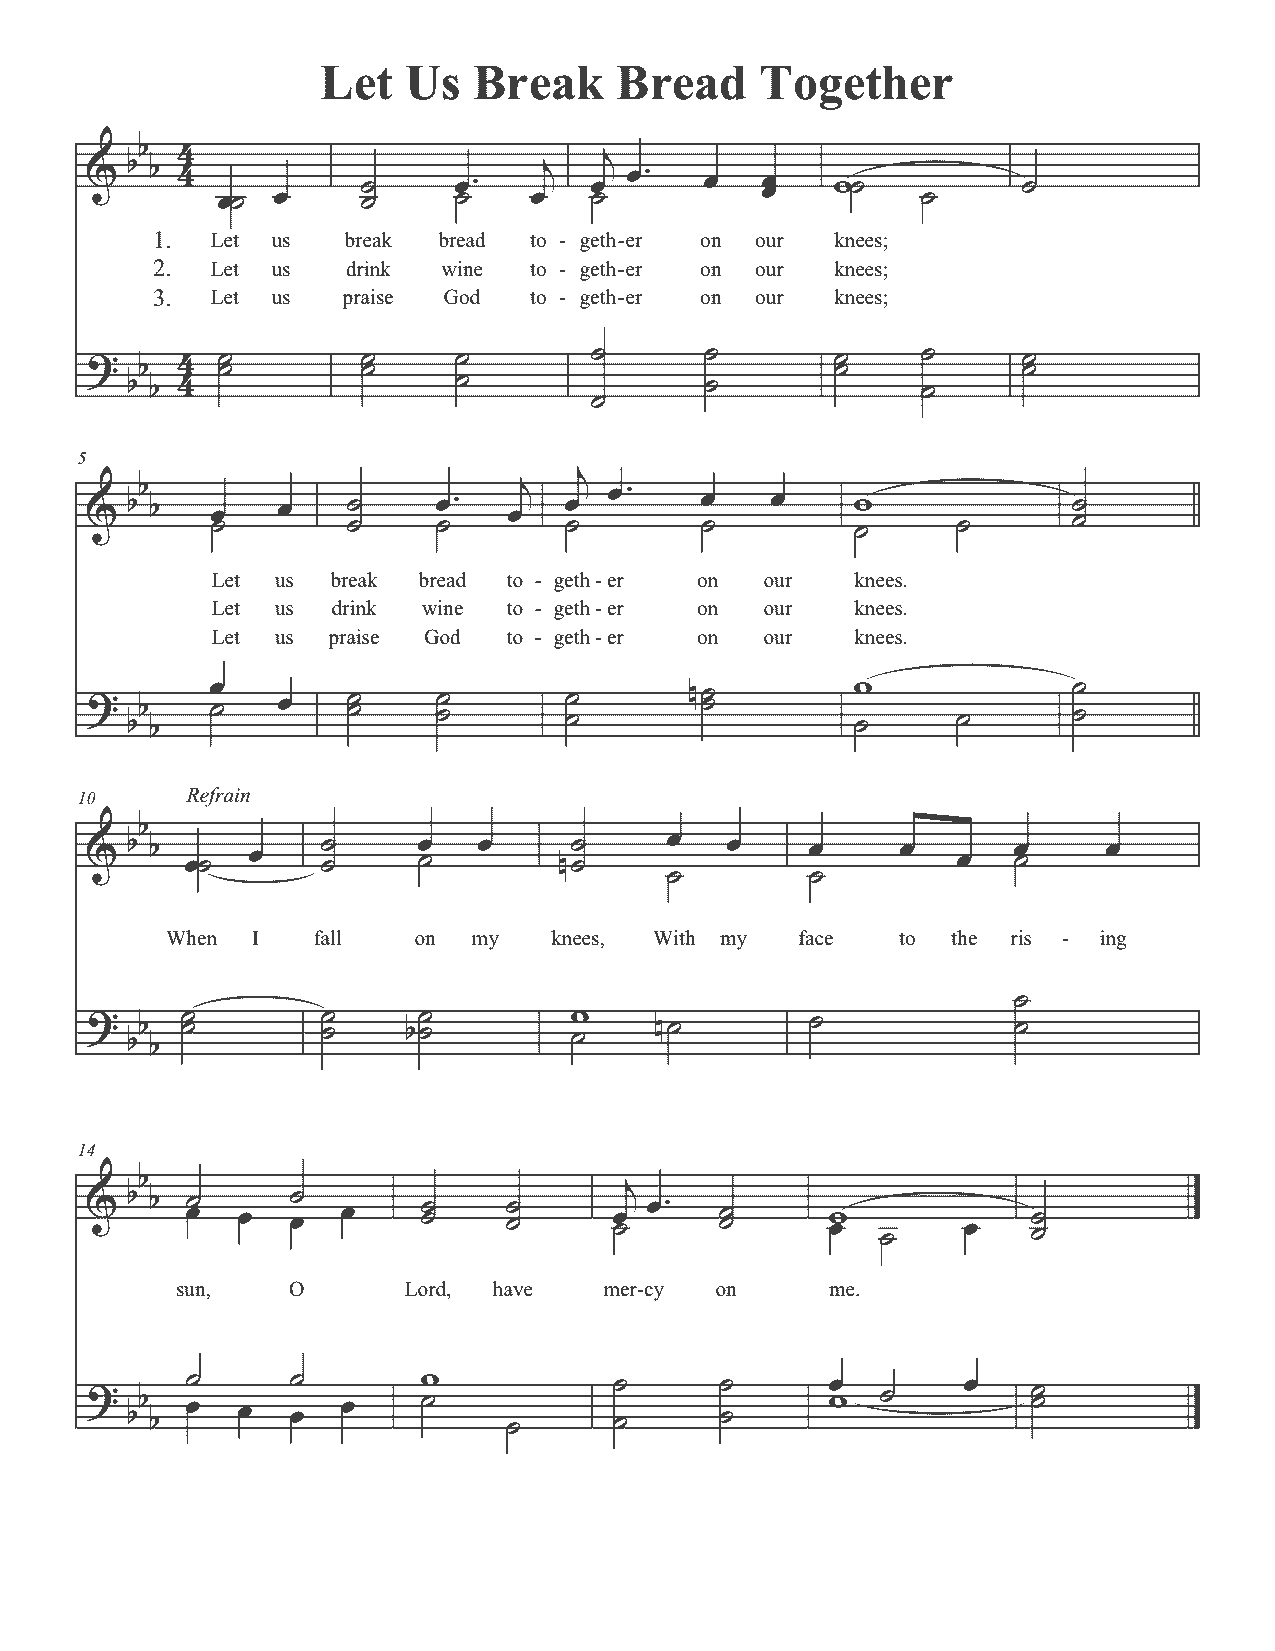 Let Us Break Bread Together
4
4
1. Let us break bread to - geth-er on our knees;
2. Let us drink wine to - geth-er on our knees;
3. Let us praise God to - geth-er on our knees;
4
4
5
Let us break bread to - geth - er on our knees.
Let us drink wine to - geth - er on our knees.
Let us praise God to - geth - er on our knees.
10 Refrain
When I fall on my knees, With my face to the ris - ing
14
sun, O Lord, have mer-cy on me.